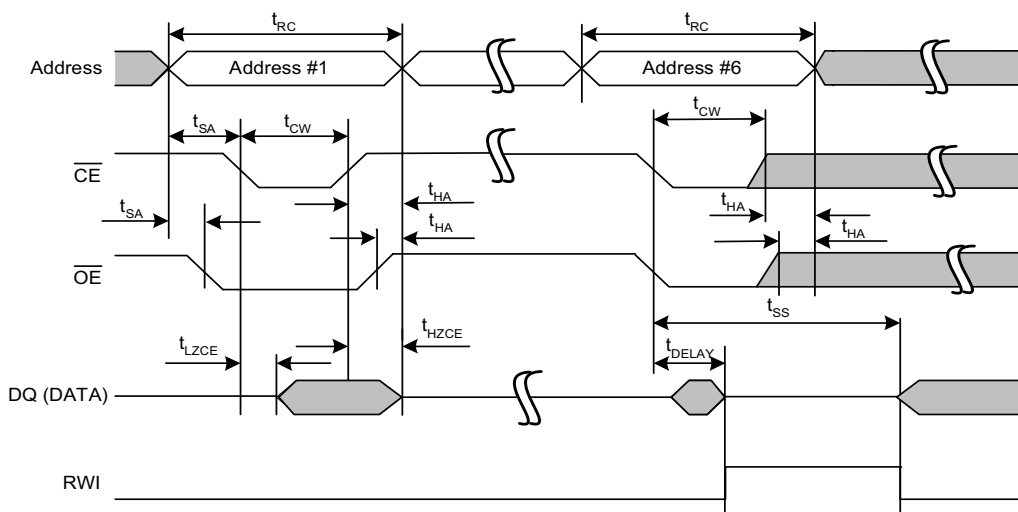 tRC
tRC
Address
Address #1
Address #6
tCW
tSA
tCW
CE
tHA
tHA
tSA
tHA
tHA
OE
tSS
tHZCE
tLZCE
tDELAY
DQ (DATA)
RWI